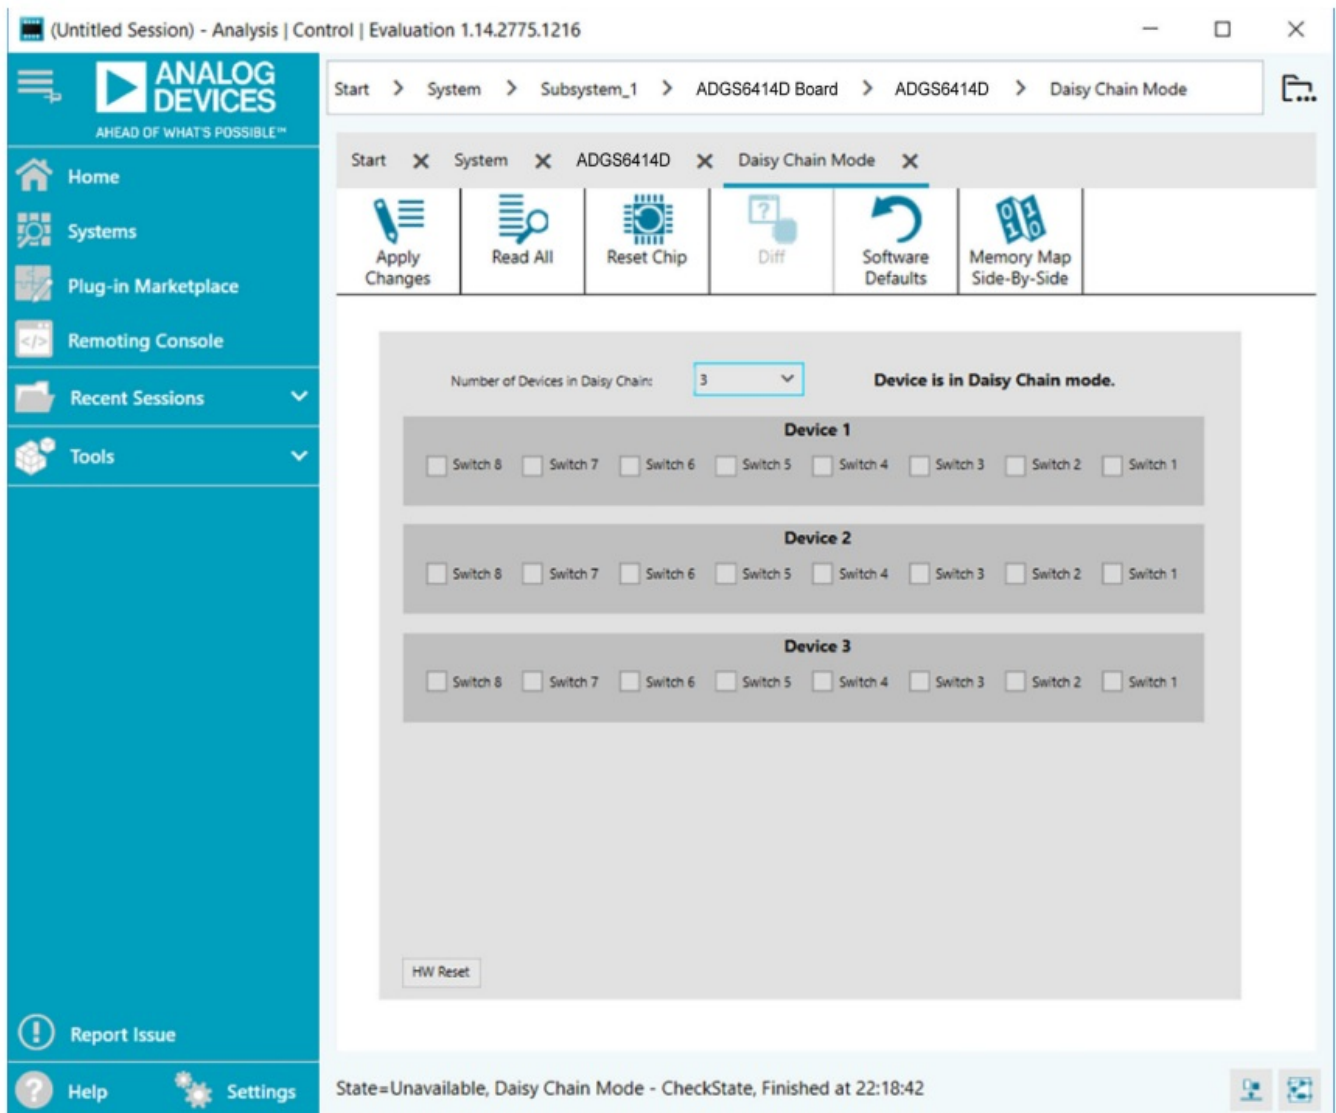 (Untitled Session) - Analysis | Control | Evaluation 1.14.2775.1216
ANALOG
DEVICES
AHEAD OF WHAT'S POSSIBLE™
Start > System > Subsystem_1 > ADGS6414D Board > ADGS6414D > Daisy Chain Mode
Home
Systems
Plug-in Marketplace
Remoting Console
Recent Sessions
Tools
Start System ADGS6414D Daisy Chain Mode
Apply
Changes
Read All
Reset Chip
Diff
Software
Defaults
Memory Map
Side-By-Side
Number of Devices in Daisy Chain: 3 Device is in Daisy Chain mode.
Device 1
Switch 8 Switch 7 Switch 6 Switch 5 Switch 4 Switch 3 Switch 2 Switch 1
Device 2
Switch 8 Switch 7 Switch 6 Switch 5 Switch 4 Switch 3 Switch 2 Switch 1
Device 3
Switch 8 Switch 7 Switch 6 Switch 5 Switch 4 Switch 3 Switch 2 Switch 1
HW Reset
Report Issue
Help Settings
State=Unavailable, Daisy Chain Mode - CheckState, Finished at 22:18:42